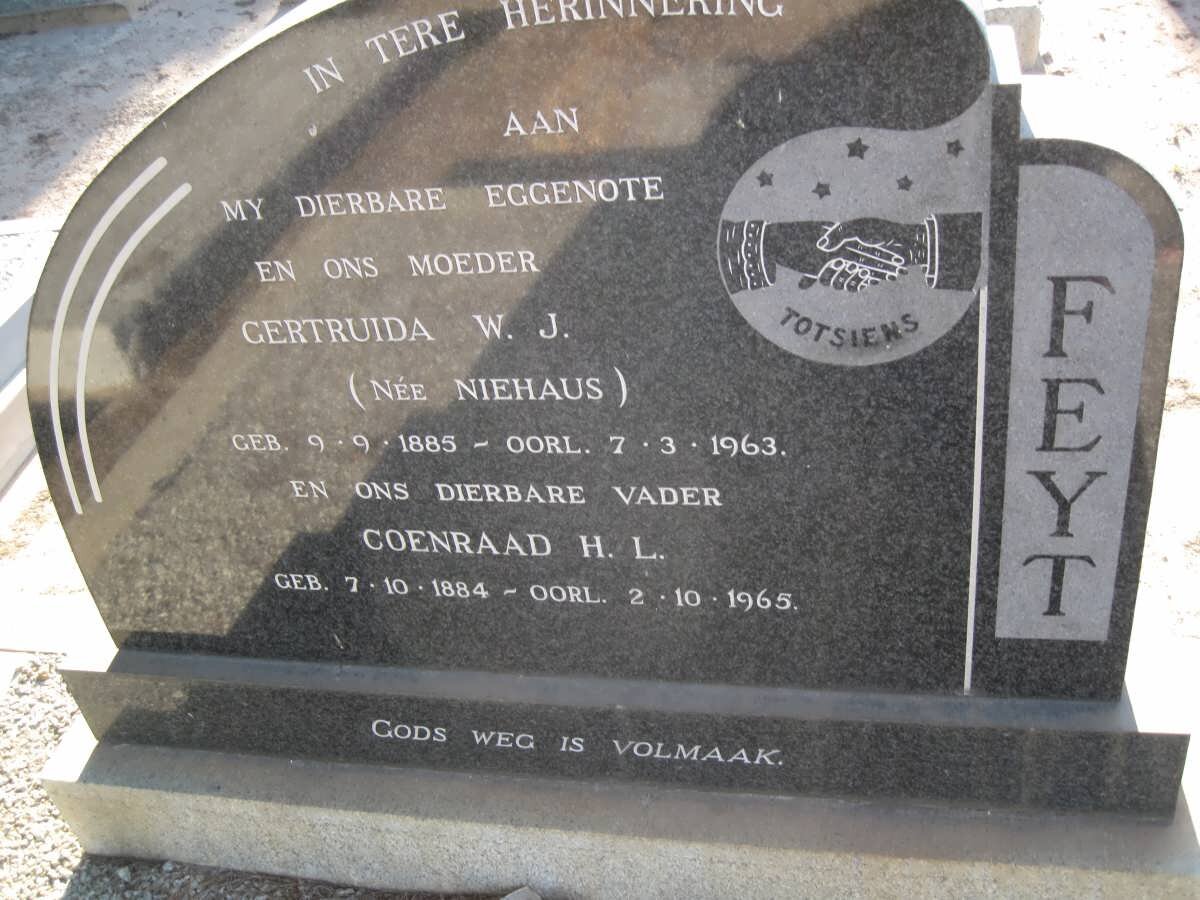 IN TERE HERINNERING
AAN
MY DIERBARE EGGENOTE
EN ONS MOEDER
GERTRUIDA W. J.
(NÉE NIEHAUS)
GEB. 9·9·1885 ~ OORL. 7·3·1963.
EN ONS DIERBARE VADER
COENRAAD H. L.
GEB. 7·10·1884 ~ OORL. 2·10·1965.
TOTSIENS
FEYT
GODS WEG IS VOLMAAK.